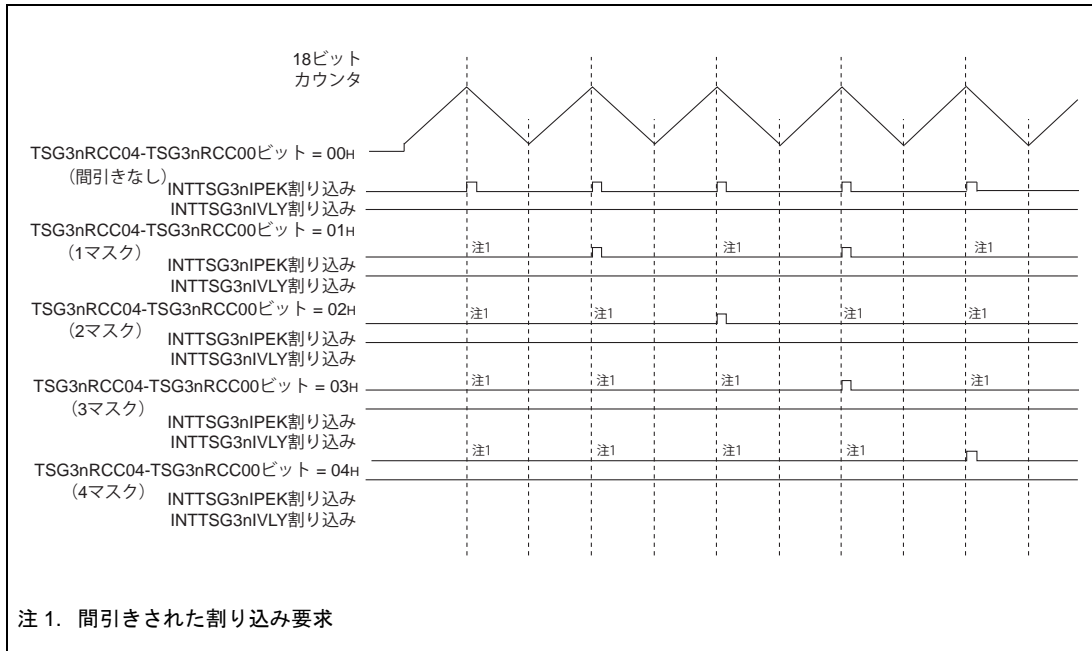 18ビット
カウンタ
TSG3nRCC04-TSG3nRCC00ビット = 00H
（間引きなし）
INTTSG3nIPEK割り込み
INTTSG3nIVLY割り込み
TSG3nRCC04-TSG3nRCC00ビット = 01H
（1マスク） 注1 注1 注1
INTTSG3nIPEK割り込み
INTTSG3nIVLY割り込み
TSG3nRCC04-TSG3nRCC00ビット = 02H 注1 注1 注1 注1
（2マスク）
INTTSG3nIPEK割り込み
INTTSG3nIVLY割り込み
TSG3nRCC04-TSG3nRCC00ビット = 03H 注1 注1 注1 注1
（3マスク）
INTTSG3nIPEK割り込み
INTTSG3nIVLY割り込み
注1 注1 注1 注1
TSG3nRCC04-TSG3nRCC00ビット = 04H
（4マスク）
INTTSG3nIPEK割り込み
INTTSG3nIVLY割り込み
注 1. 間引きされた割り込み要求